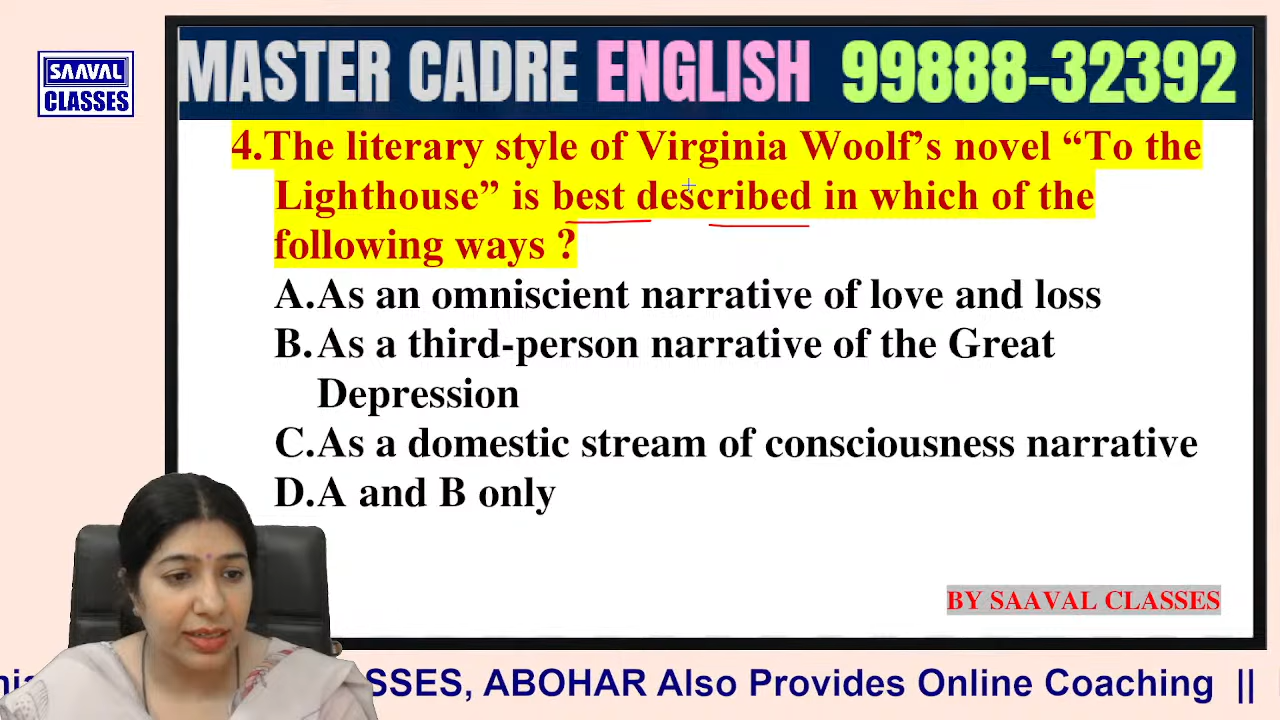 SAAVAL
CLASSES
MASTER CADRE ENGLISH 99888-32392
4.The literary style of Virginia Woolf’s novel “To the
Lighthouse” is best described in which of the
following ways ?
A.As an omniscient narrative of love and loss
B.As a third-person narrative of the Great
Depression
C.As a domestic stream of consciousness narrative
D.A and B only
BY SAAVAL CLASSES
SSES, ABOHAR Also Provides Online Coaching ||